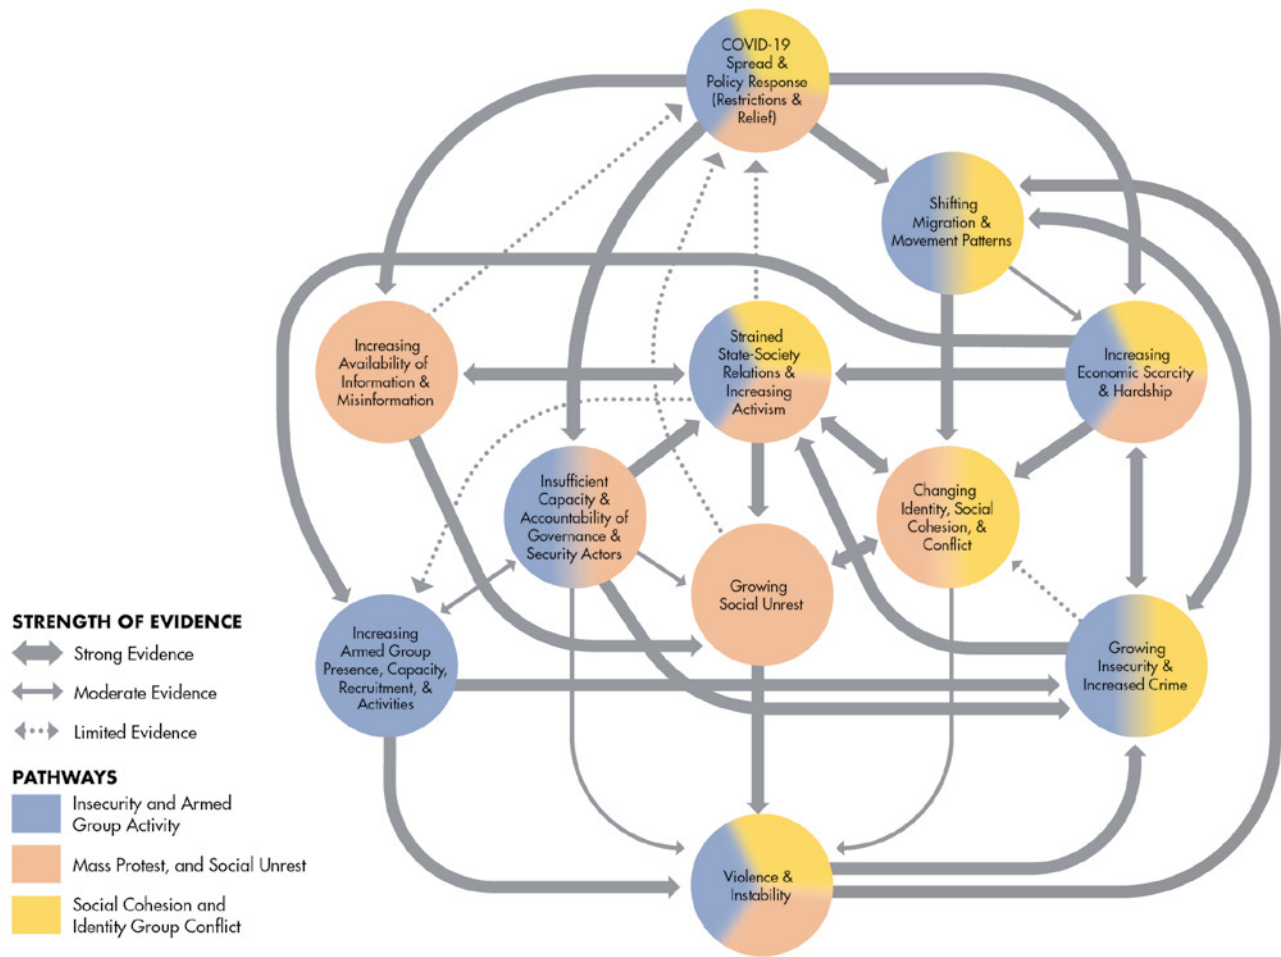 COVID-19
Spread &
Policy Response
(Restrictions &
Relief)
Shifting
Migration &
Movement Patterns
Increasing
Availability of
Information &
Misinformation
Strained
State-Society
Relations &
Increasing
Activism
Increasing
Economic Scarcity
& Hardship
Insufficient
Capacity &
Accountability of
Governance &
Security Actors
Changing
Identity, Social
Cohesion, &
Conflict
Growing
Social Unrest
Increasing
Armed Group
Presence, Capacity,
Recruitment, &
Activities
Growing
Insecurity &
Increased Crime
Violence &
Instability
STRENGTH OF EVIDENCE
Strong Evidence
Moderate Evidence
Limited Evidence
PATHWAYS
Insecurity and Armed
Group Activity
Mass Protest, and Social Unrest
Social Cohesion and
Identity Group Conflict